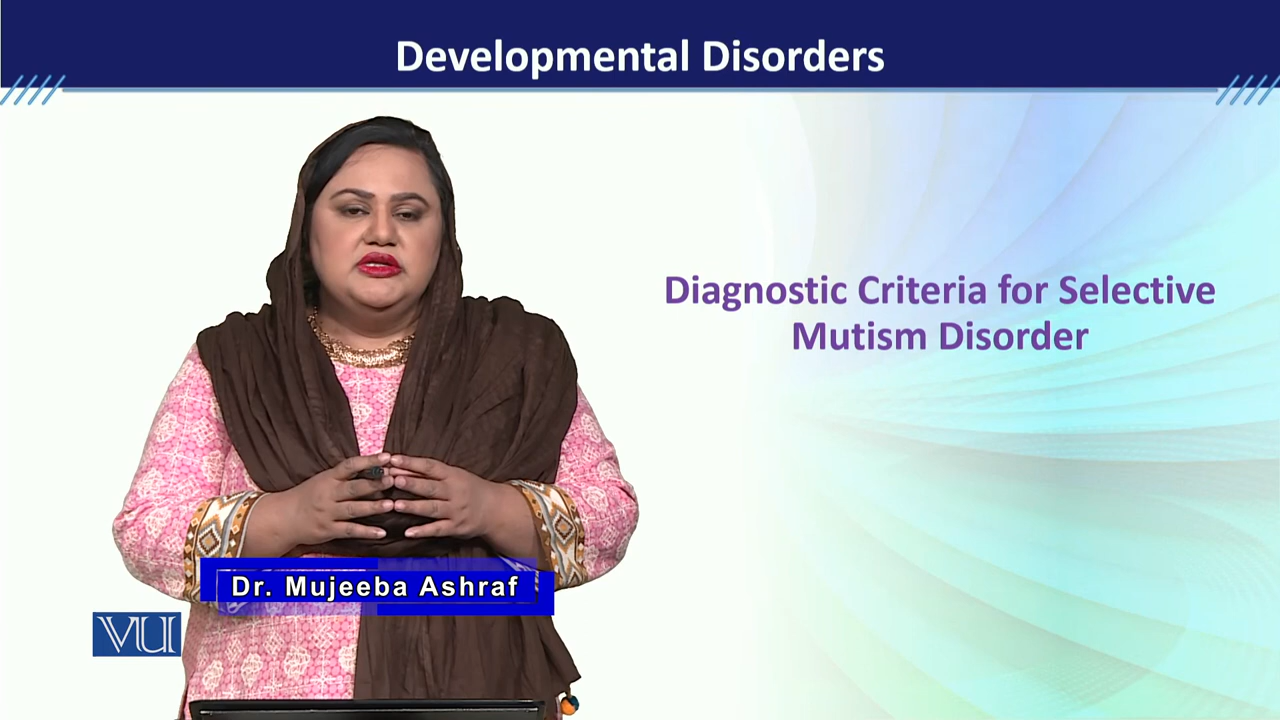 Developmental Disorders
Diagnostic Criteria for Selective
Mutism Disorder
Dr. Mujeeba Ashraf
VU